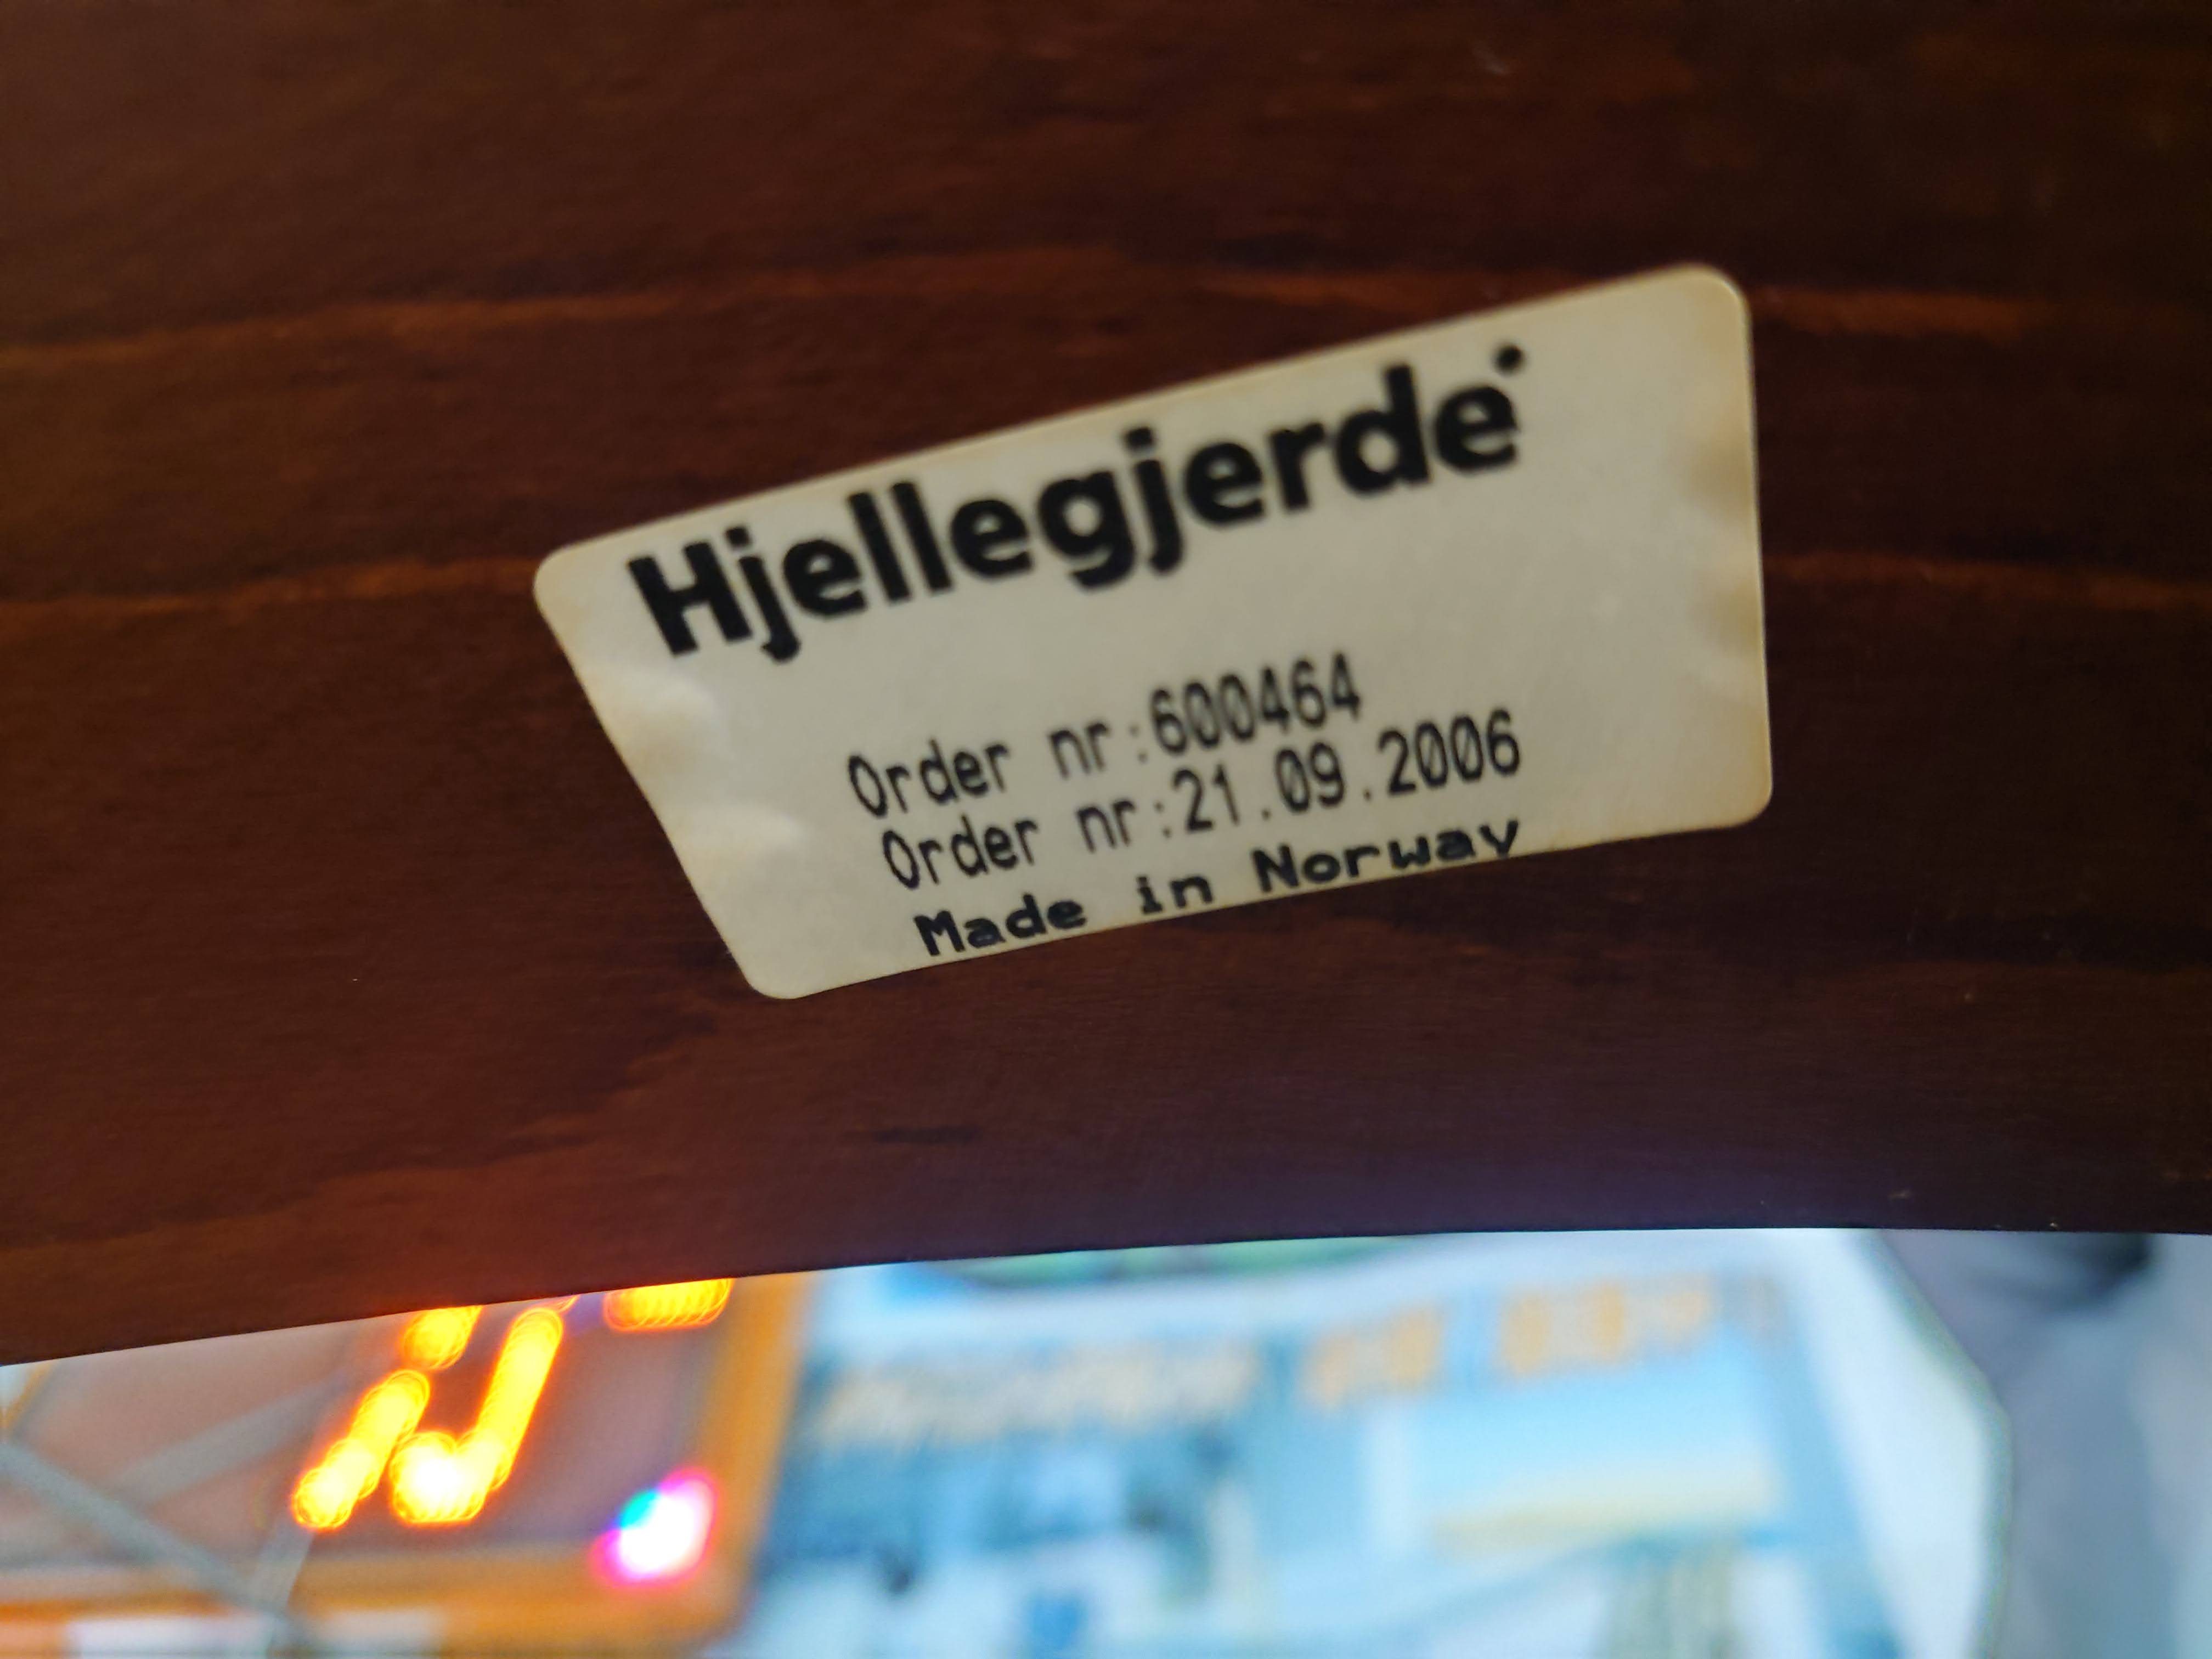 Hjellegjerde
Order nr:600464
Order nr:21.09.2006
Made in Norway